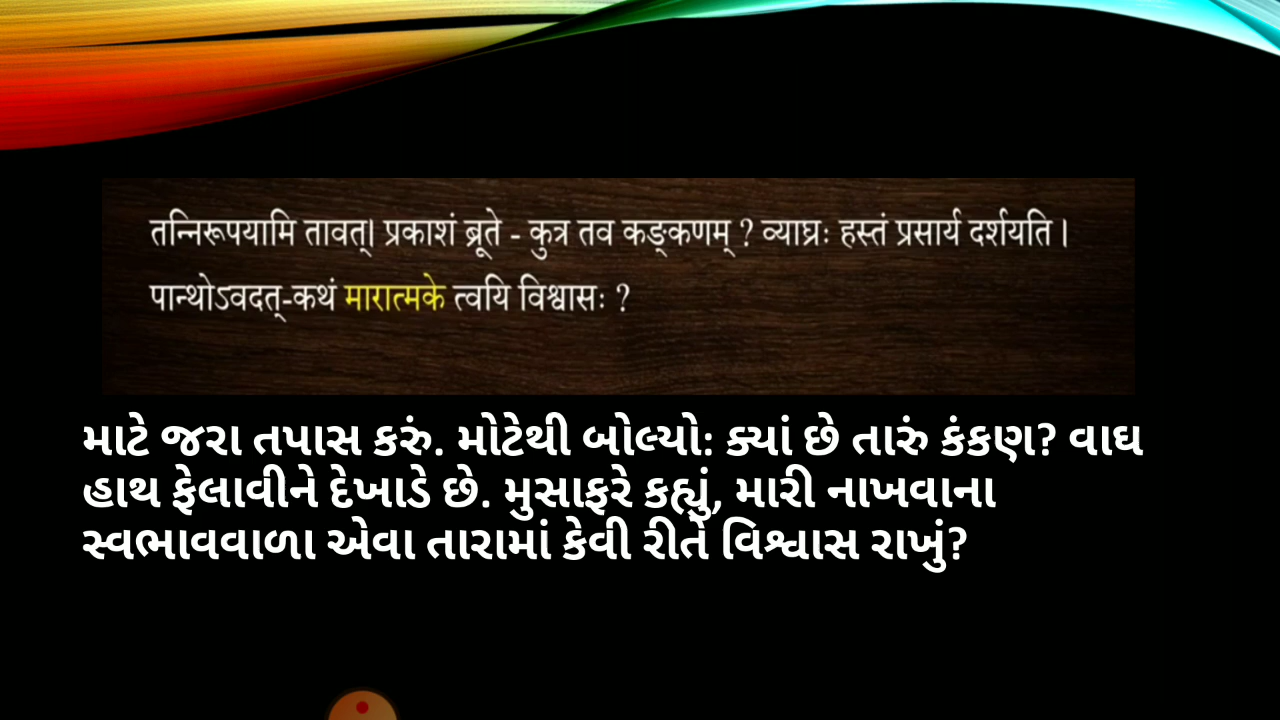 तन्निरूपयामि तावत्। प्रकाशं ब्रूते - कुत्र तव कङ्कणम् ? व्याघ्रः हस्तं प्रसार्य दर्शयति ।
पान्थोऽवदत्-कथं मारात्मके त्वयि विश्वासः ?
માટે જરા તપાસ કરું. મોટેથી બોલ્યો: ક્યાં છે તારું કંકણ? વાઘ
હાથ ફેલાવીને દેખાડે છે. મુસાફરે કહ્યું, મારી નાખવાના
સ્વભાવવાળા એવા તારામાં કેવી રીતે વિશ્વાસ રાખું?